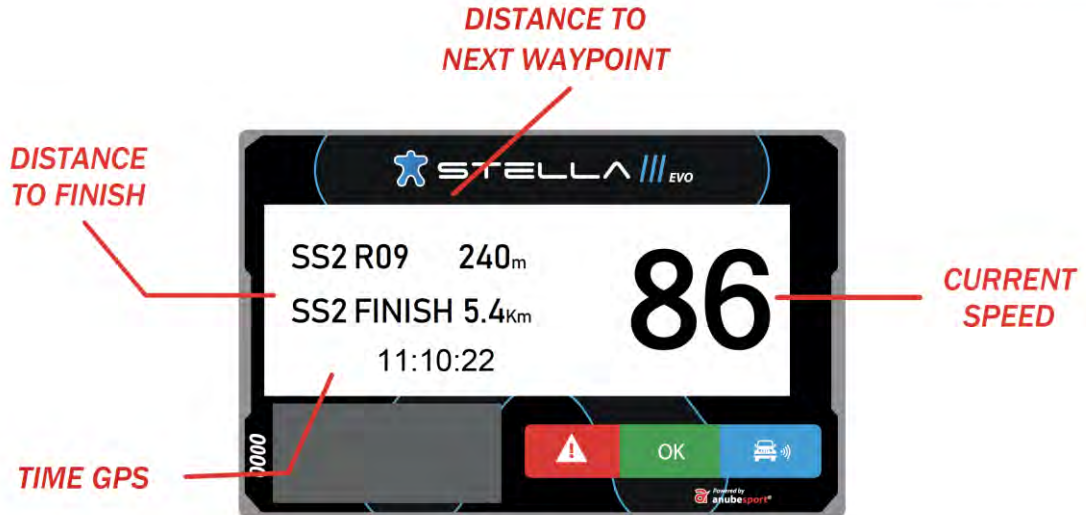 DISTANCE TO
NEXT WAYPOINT
DISTANCE
TO FINISH
STELLA III EVO
SS2 R09 240m
SS2 FINISH 5.4Km
11:10:22
86
CURRENT
SPEED
TIME GPS
0000
OK
Powered by
anubesport®